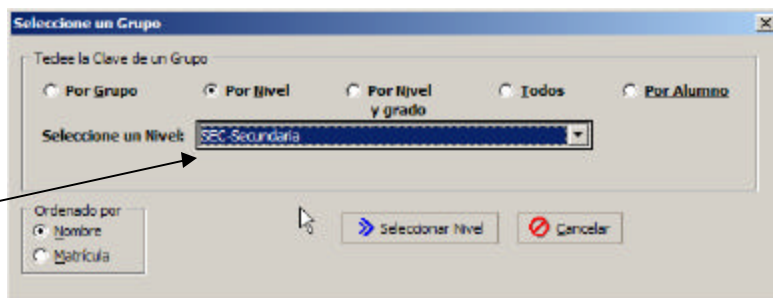 Seleccione un Grupo
Teclee la Clave de un Grupo
Por Grupo Por Nivel Por Nivel y grado Todos Por Alumno
Seleccione un Nivel: SEC-Secundaria
Ordenado por
Nombre
Matrícula
Seleccionar Nivel Cancelar